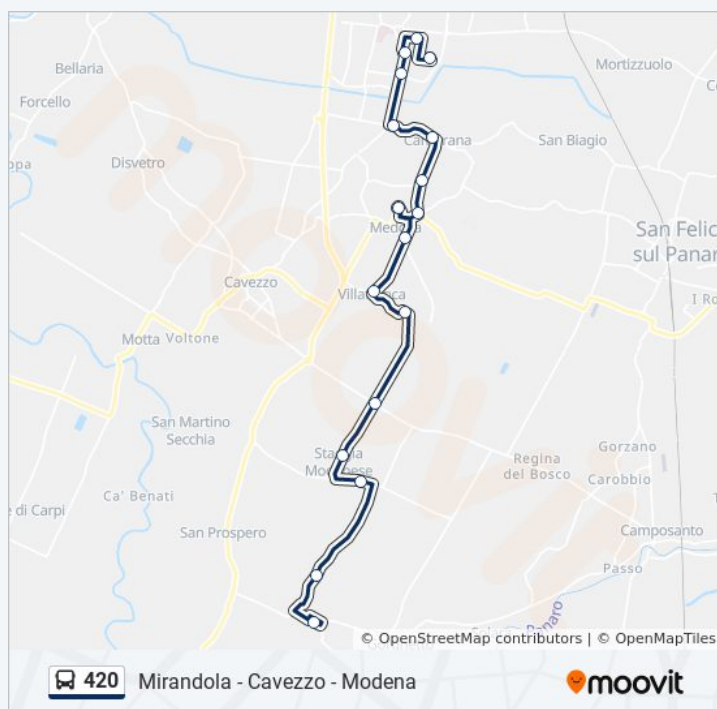 Bellaria
Mortizzuolo
Forcello
San Biagio
Disvetro
San Felic
sul Panar
Cavezzo
I Ro
Motta
Voltone
San Martino
Secchia
Gorzano
Regina
del Bosco
Carobbio
Ca' Benati
e di Carpi
Camposanto
San Prospero
Passo
Panaro
© OpenStreetMap contributors | © OpenMapTiles
420 Mirandola - Cavezzo - Modena
moovit